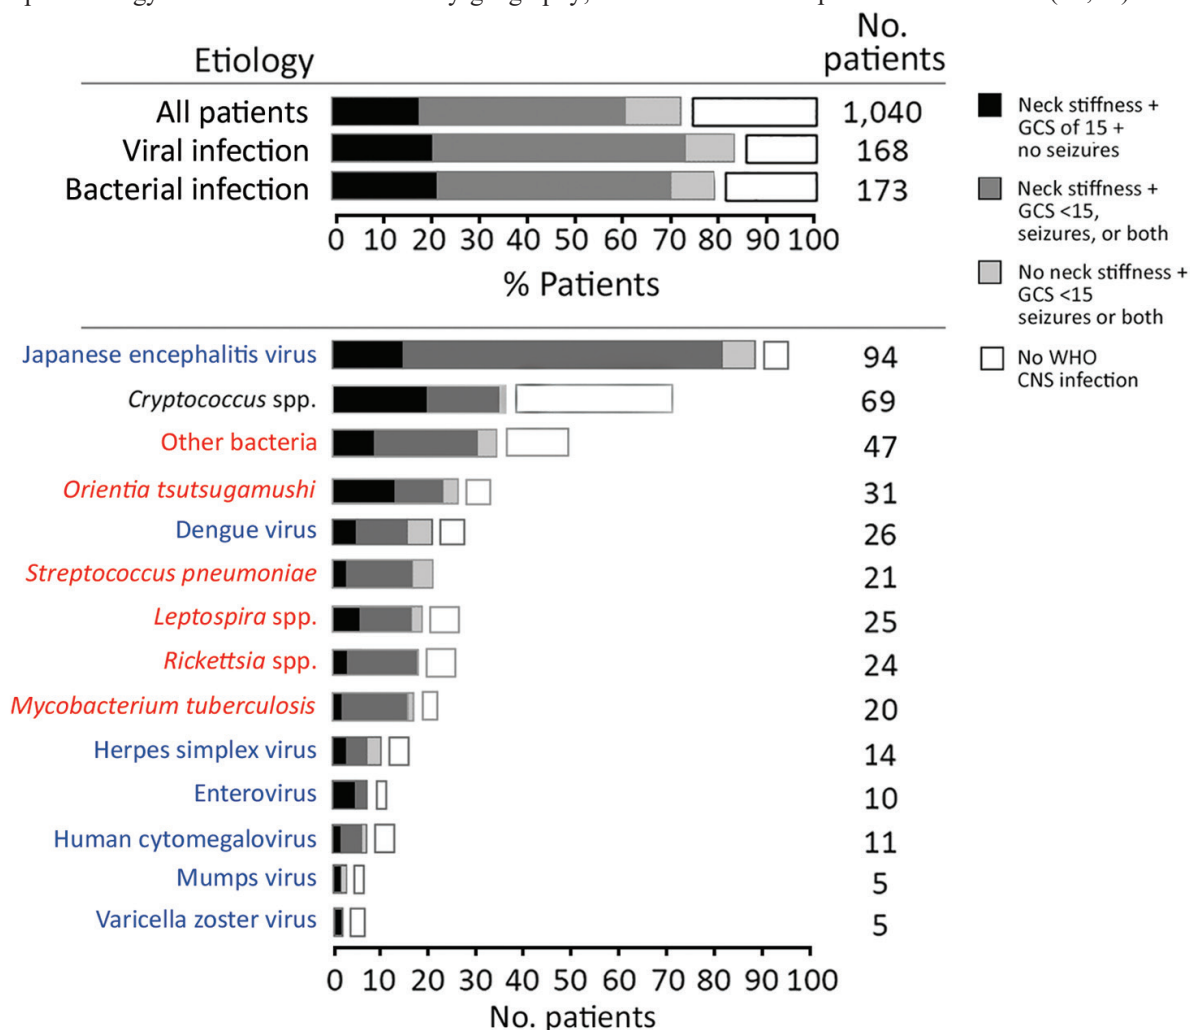 Etiology
No.
patients
All patients 1,040
Viral infection 168
Bacterial infection 173
0 10 20 30 40 50 60 70 80 90 100
% Patients
Neck stiffness +
GCS of 15 +
no seizures
Neck stiffness +
GCS <15,
seizures, or both
No neck stiffness +
GCS <15
seizures or both
No WHO
CNS infection
Japanese encephalitis virus 94
Cryptococcus spp. 69
Other bacteria 47
Orientia tsutsugamushi 31
Dengue virus 26
Streptococcus pneumoniae 21
Leptospira spp. 25
Rickettsia spp. 24
Mycobacterium tuberculosis 20
Herpes simplex virus 14
Enterovirus 10
Human cytomegalovirus 11
Mumps virus 5
Varicella zoster virus 5
0 10 20 30 40 50 60 70 80 90 100
No. patients